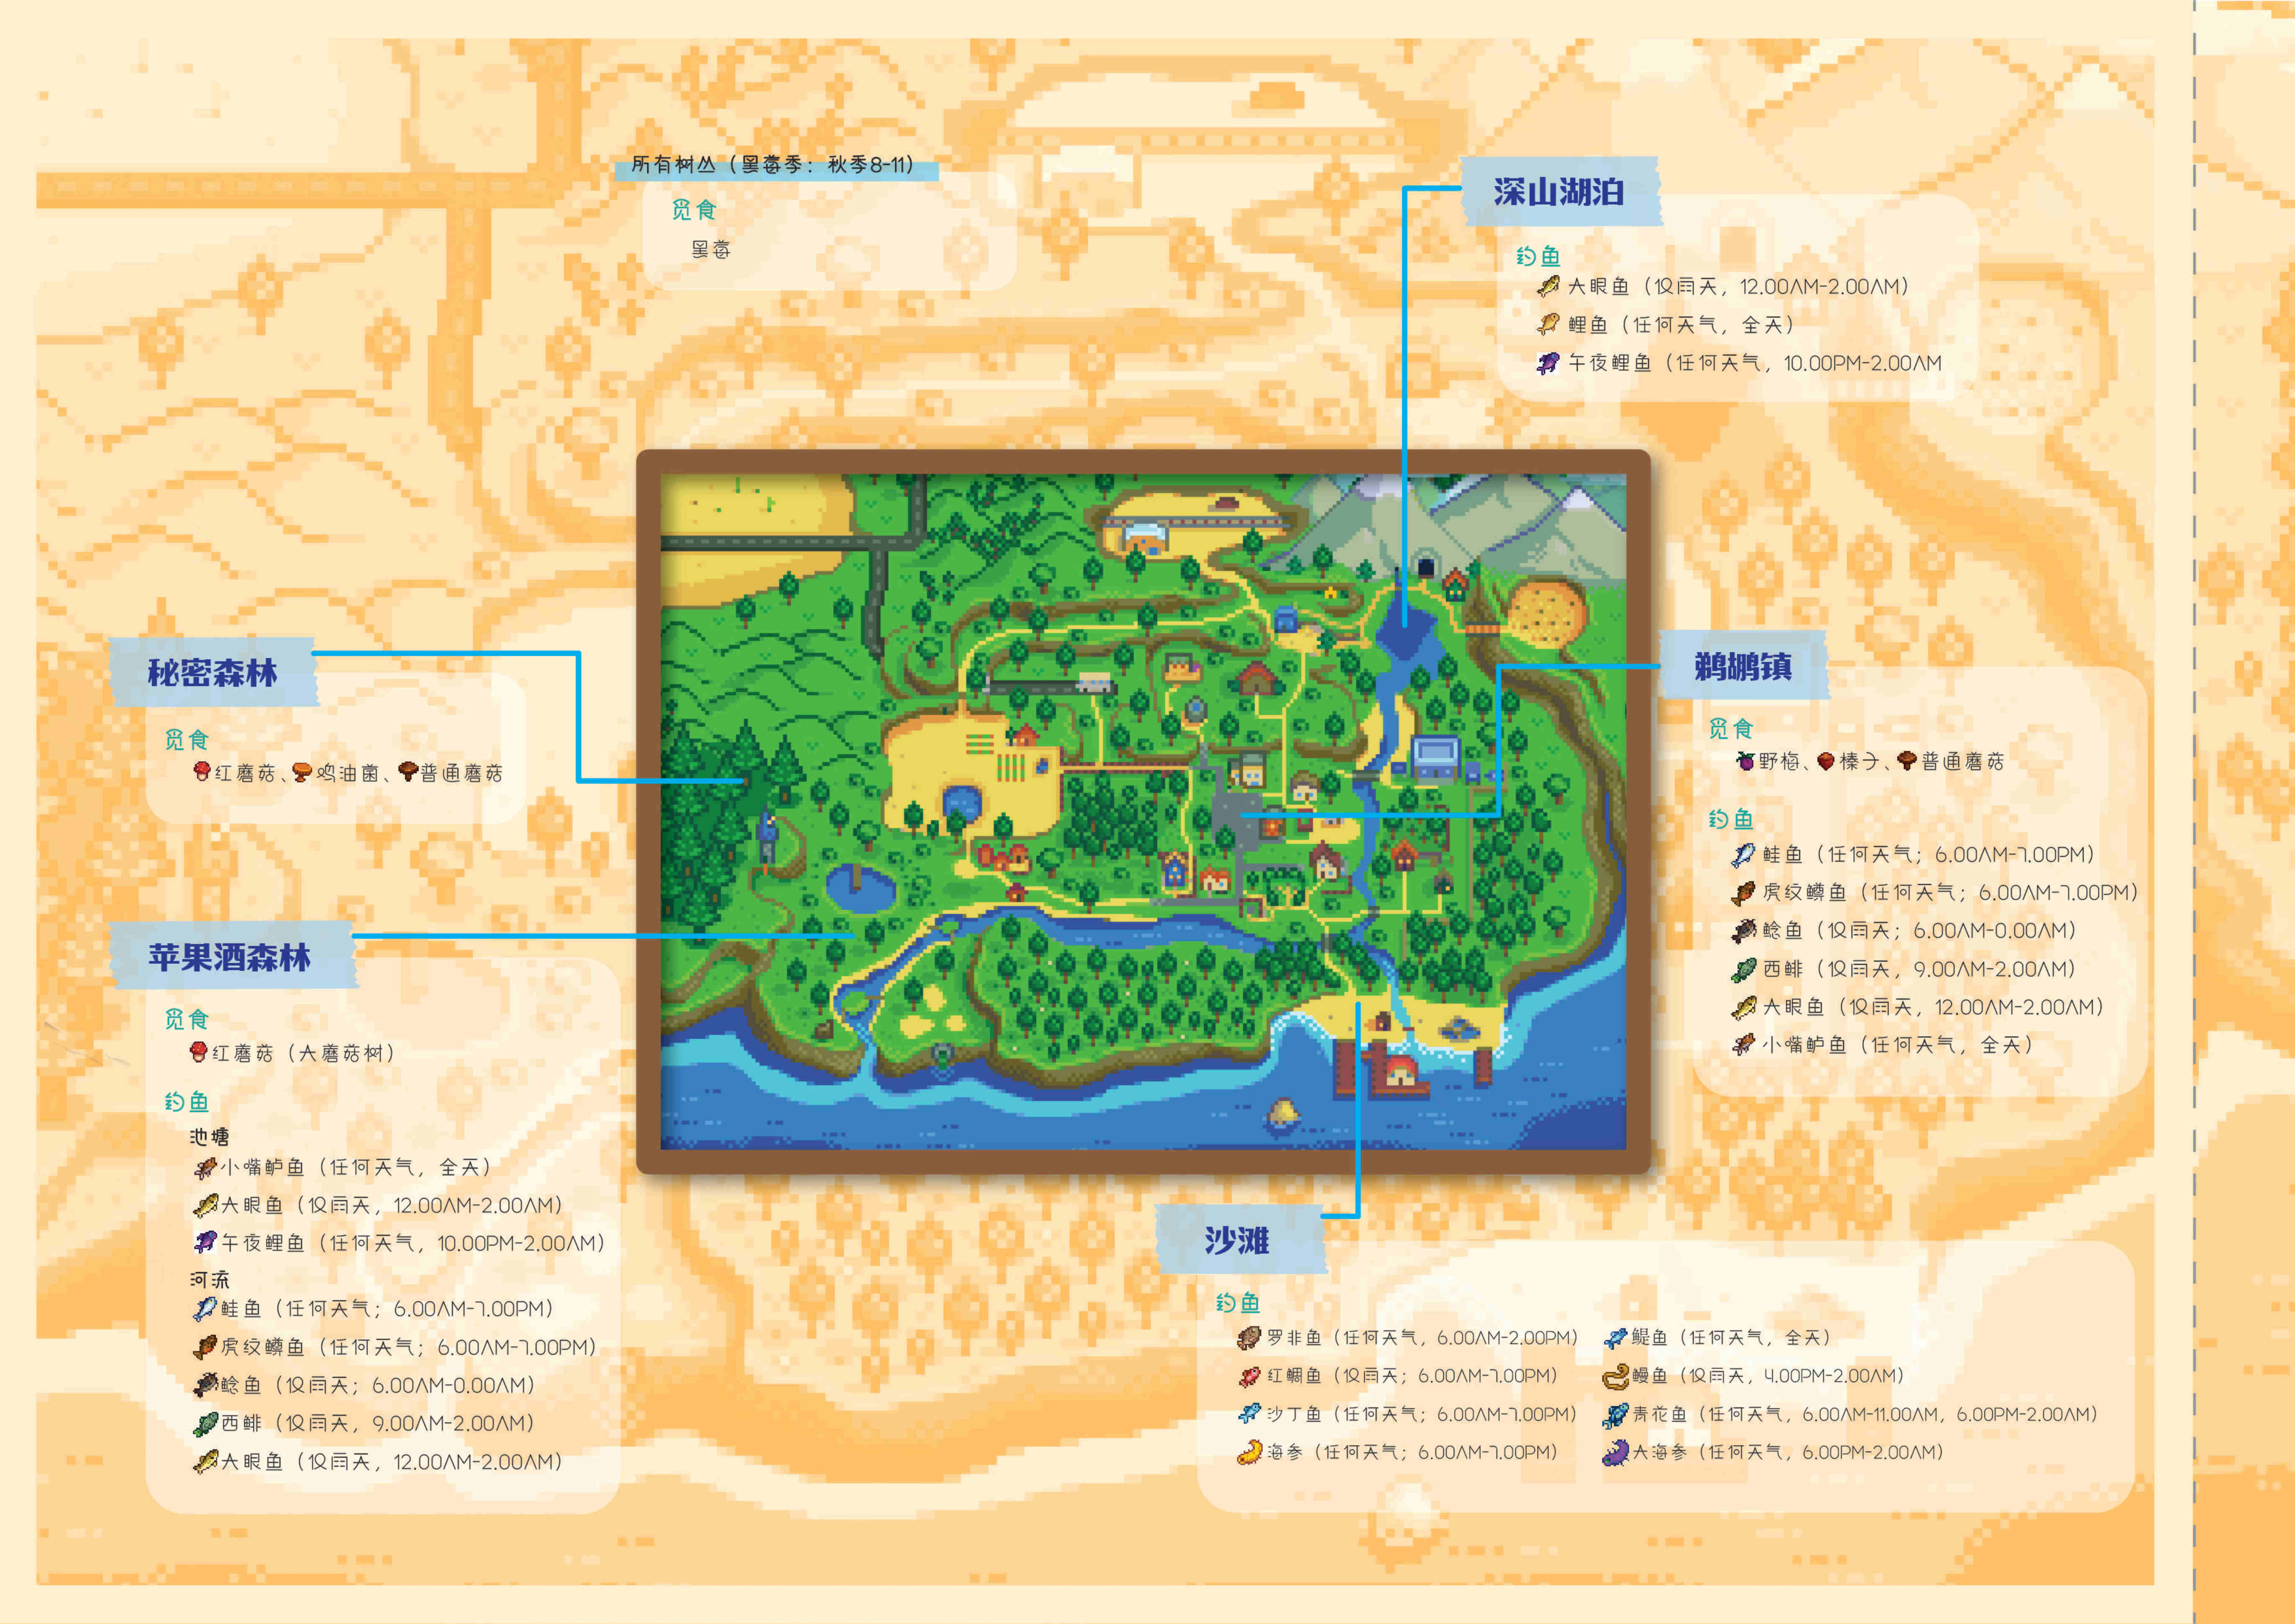 所有树丛（黑莓季：秋季8-11）
觅食
黑莓
深山湖泊
钓鱼
大眼鱼（仅雨天，12.00AM-2.00AM）
鲤鱼（任何天气，全天）
午夜鲤鱼（任何天气，10.00PM-2.00AM
秘密森林
觅食
红蘑菇、鸡油菌、普通蘑菇
鹈鹕镇
觅食
野梅、榛子、普通蘑菇
钓鱼
鲑鱼（任何天气；6.00AM-7.00PM）
虎纹鳟鱼（任何天气；6.00AM-7.00PM）
鲶鱼（仅雨天；6.00AM-0.00AM）
西鲱（仅雨天，9.00AM-2.00AM）
大眼鱼（仅雨天，12.00AM-2.00AM）
小嘴鲈鱼（任何天气，全天）
苹果酒森林
觅食
红蘑菇（大蘑菇树）
钓鱼
池塘
小嘴鲈鱼（任何天气，全天）
大眼鱼（仅雨天，12.00AM-2.00AM）
午夜鲤鱼（任何天气，10.00PM-2.00AM）
河流
鲑鱼（任何天气；6.00AM-7.00PM）
虎纹鳟鱼（任何天气；6.00AM-7.00PM）
鲶鱼（仅雨天；6.00AM-0.00AM）
西鲱（仅雨天，9.00AM-2.00AM）
大眼鱼（仅雨天，12.00AM-2.00AM）
沙滩
钓鱼
罗非鱼（任何天气，6.00AM-2.00PM）
红鲷鱼（仅雨天；6.00AM-7.00PM）
沙丁鱼（任何天气；6.00AM-7.00PM）
海参（任何天气；6.00AM-7.00PM）
鳀鱼（任何天气，全天）
鳗鱼（仅雨天，4.00PM-2.00AM）
青花鱼（任何天气，6.00AM-11.00AM，6.00PM-2.00AM）
大海参（任何天气，6.00PM-2.00AM）